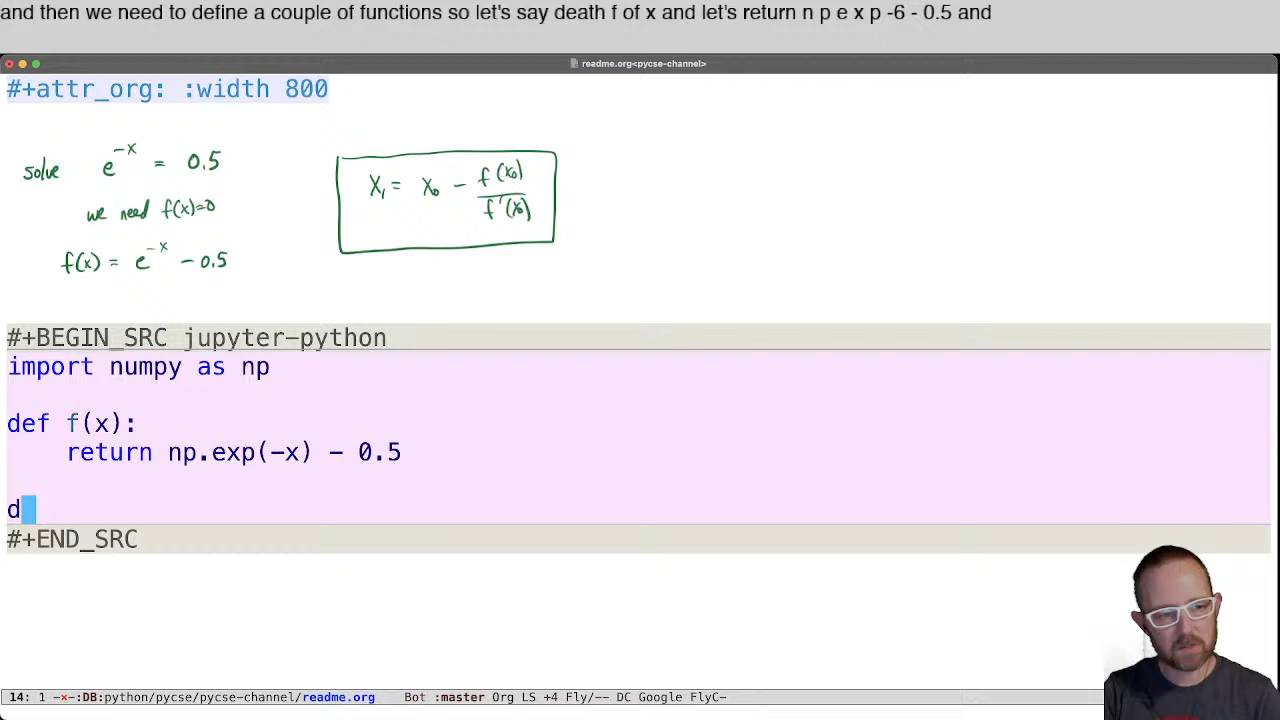 and then we need to define a couple of functions so let's say death f of x and let's return n p e x p -6 - 0.5 and
readme.org<pycse-channel>
#+attr_org: :width 800
solve e^-x = 0.5
we need f(x)=0
f(x) = e^-x - 0.5
X₁ = X₀ - f(X₀)
f'(X₀)
#+BEGIN_SRC jupyter-python
import numpy as np
def f(x):
return np.exp(-x) - 0.5
d
#+END_SRC
14: 1 -×-:DB:python/pycse/pycse-channel/readme.org Bot :master Org LS +4 Fly/-- DC Google FlyC-